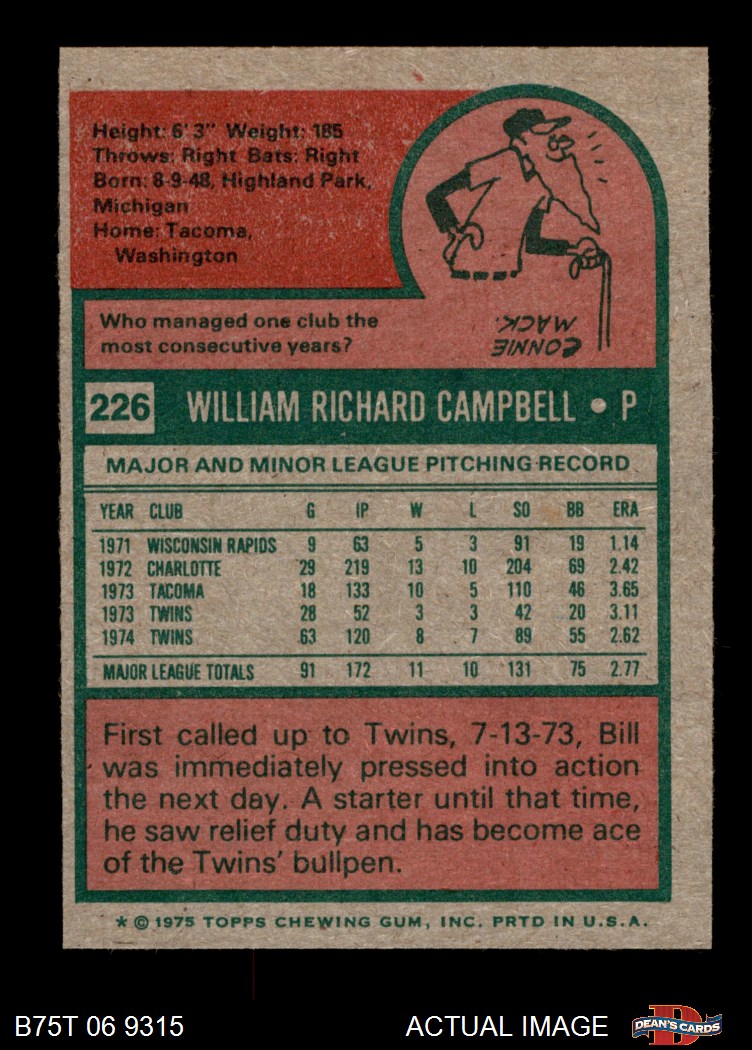 Height: 6' 3" Weight: 185
Throws: Right Bats: Right
Born: 8-9-48, Highland Park,
Michigan
Home: Tacoma,
Washington
Who managed one club the
most consecutive years?
CONNIE
MACK.
226 WILLIAM RICHARD CAMPBELL • P
MAJOR AND MINOR LEAGUE PITCHING RECORD
YEAR CLUB G IP W L SO BB ERA
1971 WISCONSIN RAPIDS 9 63 5 3 91 19 1.14
1972 CHARLOTTE 29 219 13 10 204 69 2.42
1973 TACOMA 18 133 10 5 110 46 3.65
1973 TWINS 28 52 3 3 42 20 3.11
1974 TWINS 63 120 8 7 89 55 2.62
MAJOR LEAGUE TOTALS 91 172 11 10 131 75 2.77
First called up to Twins, 7-13-73, Bill
was immediately pressed into action
the next day. A starter until that time,
he saw relief duty and has become ace
of the Twins' bullpen.
* © 1975 TOPPS CHEWING GUM, INC. PRTD IN U.S.A.
B75T 06 9315 ACTUAL IMAGE DEAN'S CARDS